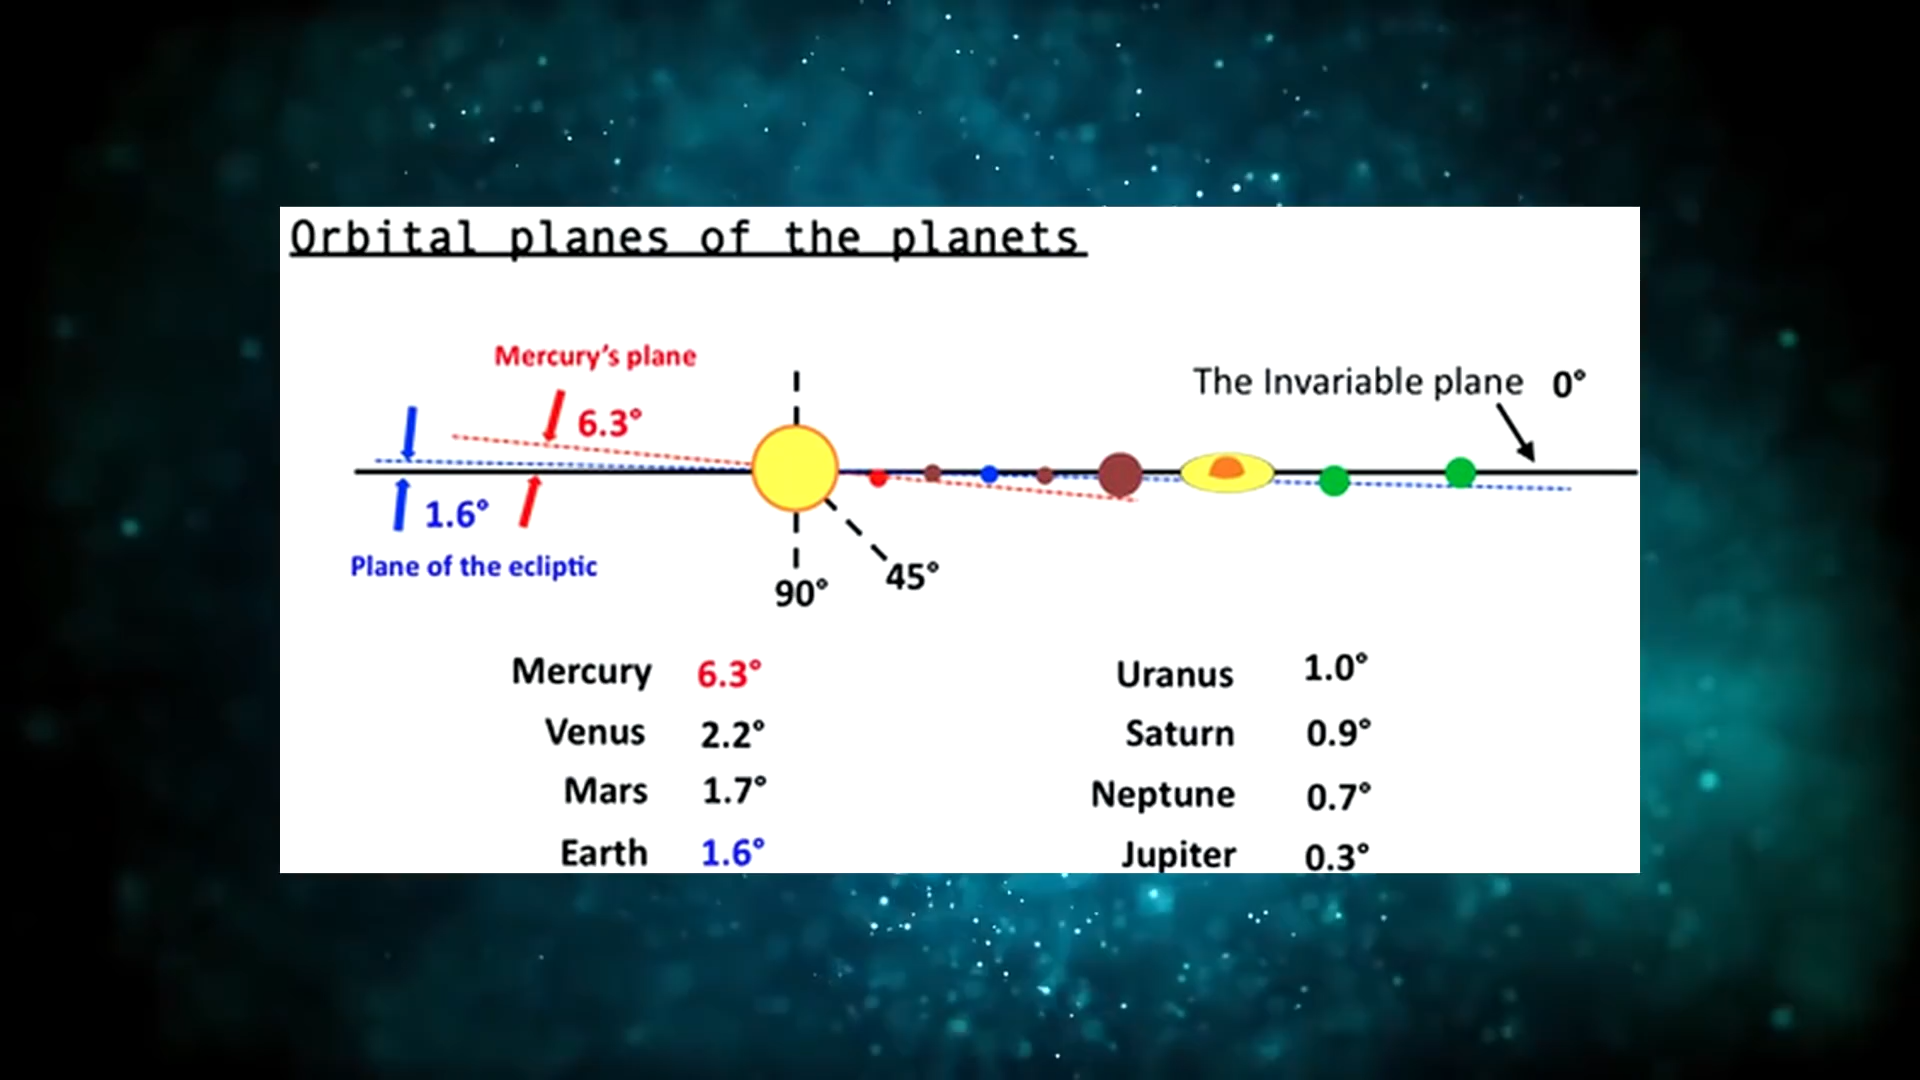 Orbital planes of the planets
Mercury's plane
The Invariable plane 0°
6.3°
1.6°
Plane of the ecliptic
45°
90°
Mercury 6.3°
Venus 2.2°
Mars 1.7°
Earth 1.6°
Uranus 1.0°
Saturn 0.9°
Neptune 0.7°
Jupiter 0.3°